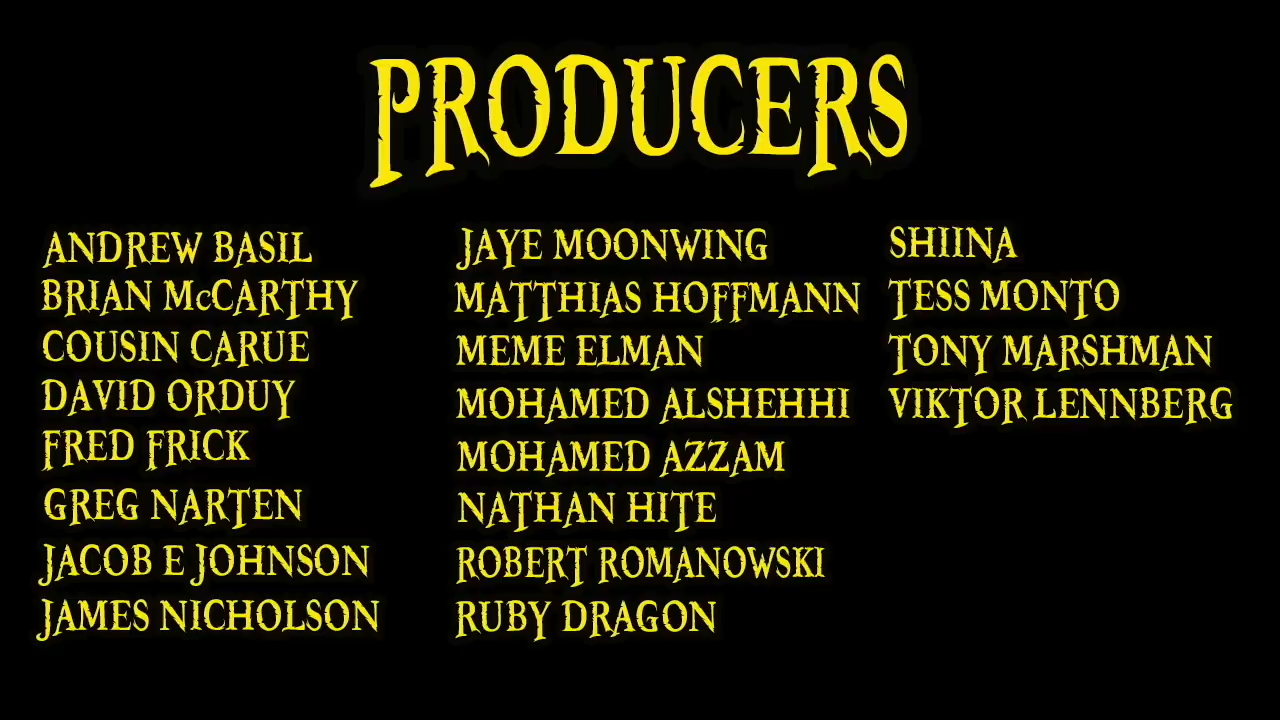 PRODUCERS
ANDREW BASIL
BRIAN McCARTHY
COUSIN CARUE
DAVID ORDUY
FRED FRICK
GREG NARTEN
JACOB E JOHNSON
JAMES NICHOLSON
JAYE MOONWING
MATTHIAS HOFFMANN
MEME ELMAN
MOHAMED ALSHEHHI
MOHAMED AZZAM
NATHAN HITE
ROBERT ROMANOWSKI
RUBY DRAGON
SHIINA
TESS MONTO
TONY MARSHMAN
VIKTOR LENNBERG